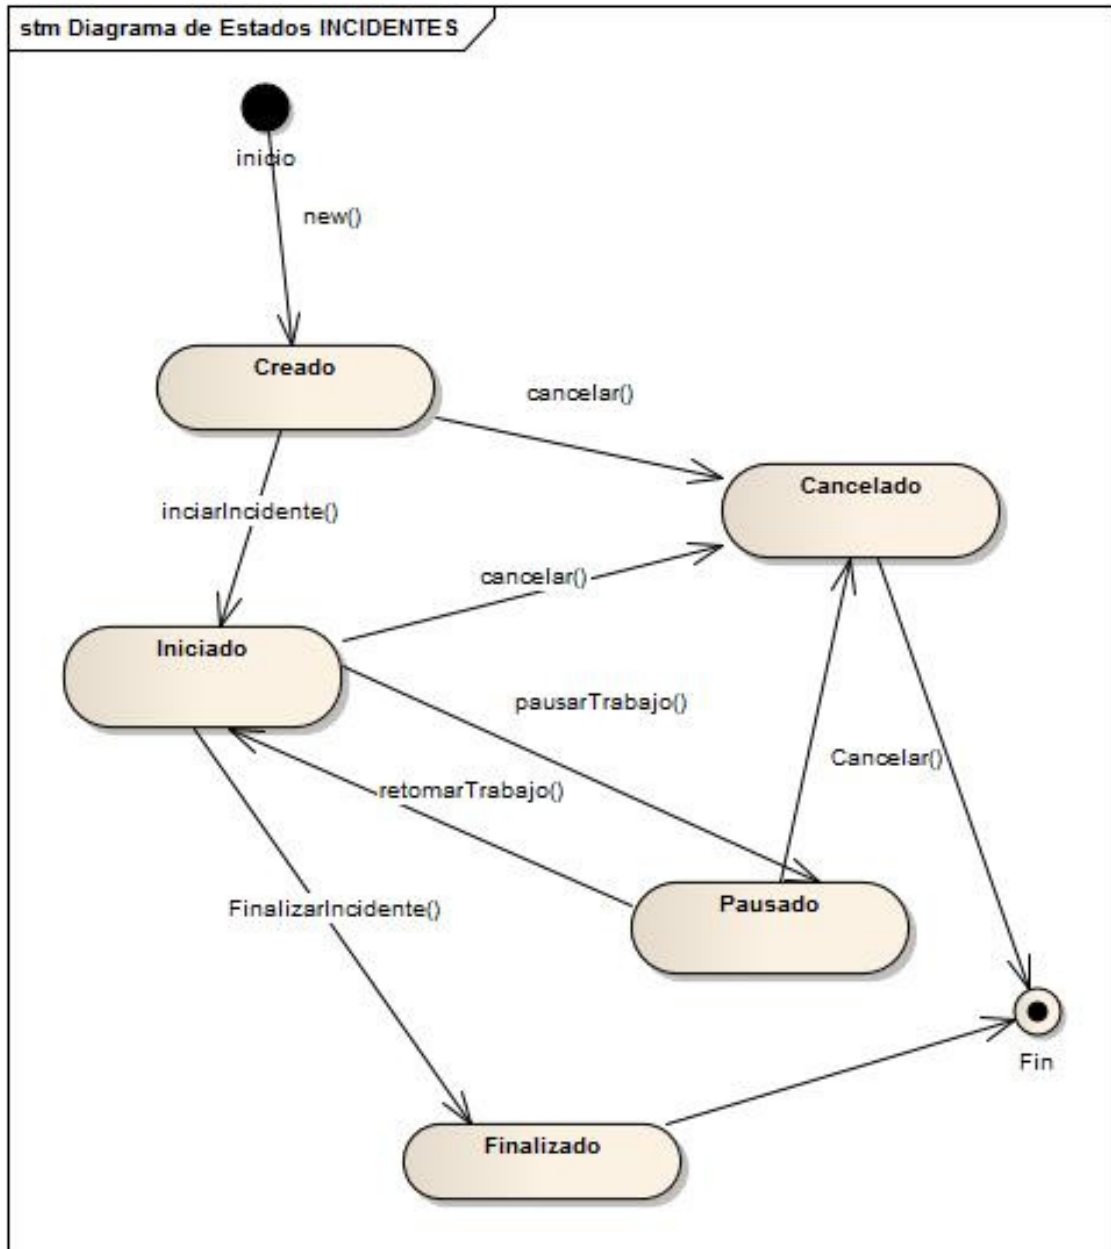 stm Diagrama de Estados INCIDENTES
inicio
new()
Creado
cancelar()
Cancelado
inciarIncidente()
cancelar()
Iniciado
pausarTrabajo()
Cancelar()
retomarTrabajo()
Pausado
FinalizarIncidente()
Fin
Finalizado